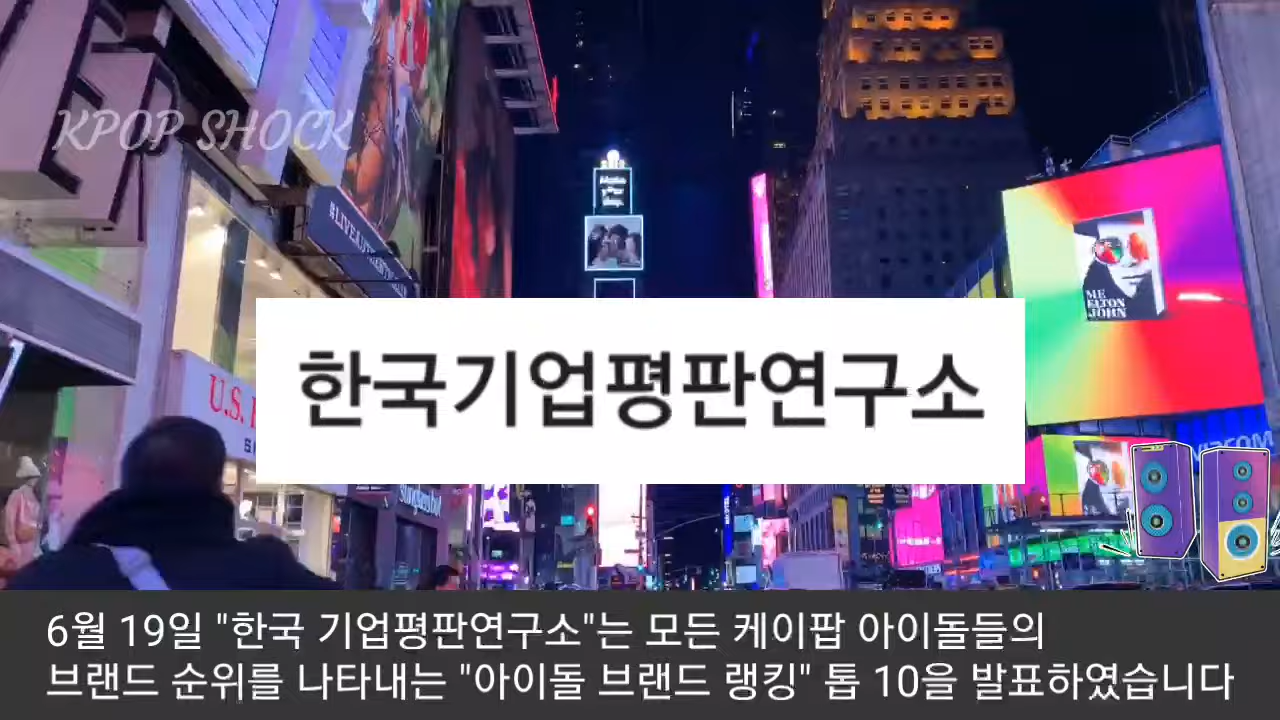 KPOP SHOCK
ME
ELTON
JOHN
U.S.
한국기업평판연구소
6월 19일 "한국 기업평판연구소"는 모든 케이팝 아이돌들의
브랜드 순위를 나타내는 "아이돌 브랜드 랭킹" 톱 10을 발표하였습니다